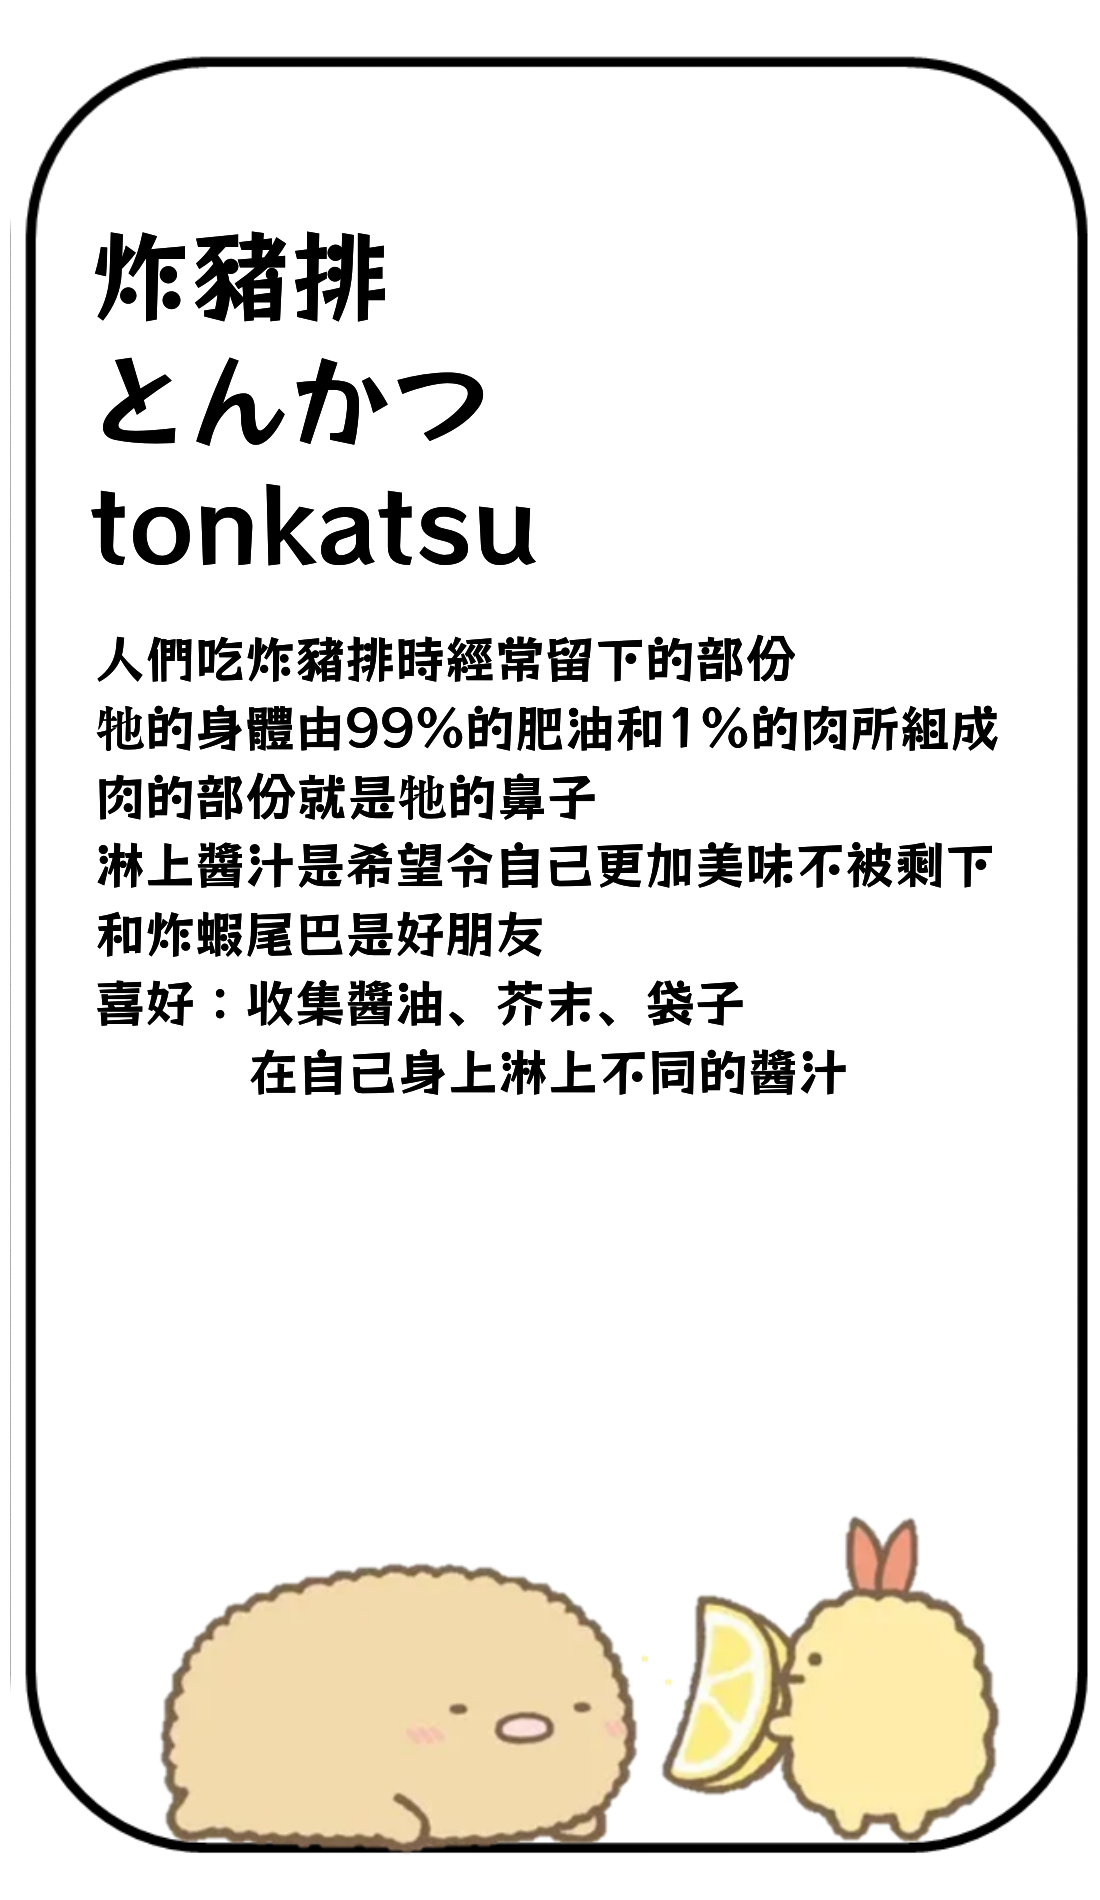 炸豬排
とんかつ
tonkatsu
人們吃炸豬排時經常留下的部份
牠的身體由99%的肥油和1%的肉所組成
肉的部份就是牠的鼻子
淋上醬汁是希望令自己更加美味不被剩下
和炸蝦尾巴是好朋友
喜好：收集醬油、芥末、袋子
在自己身上淋上不同的醬汁